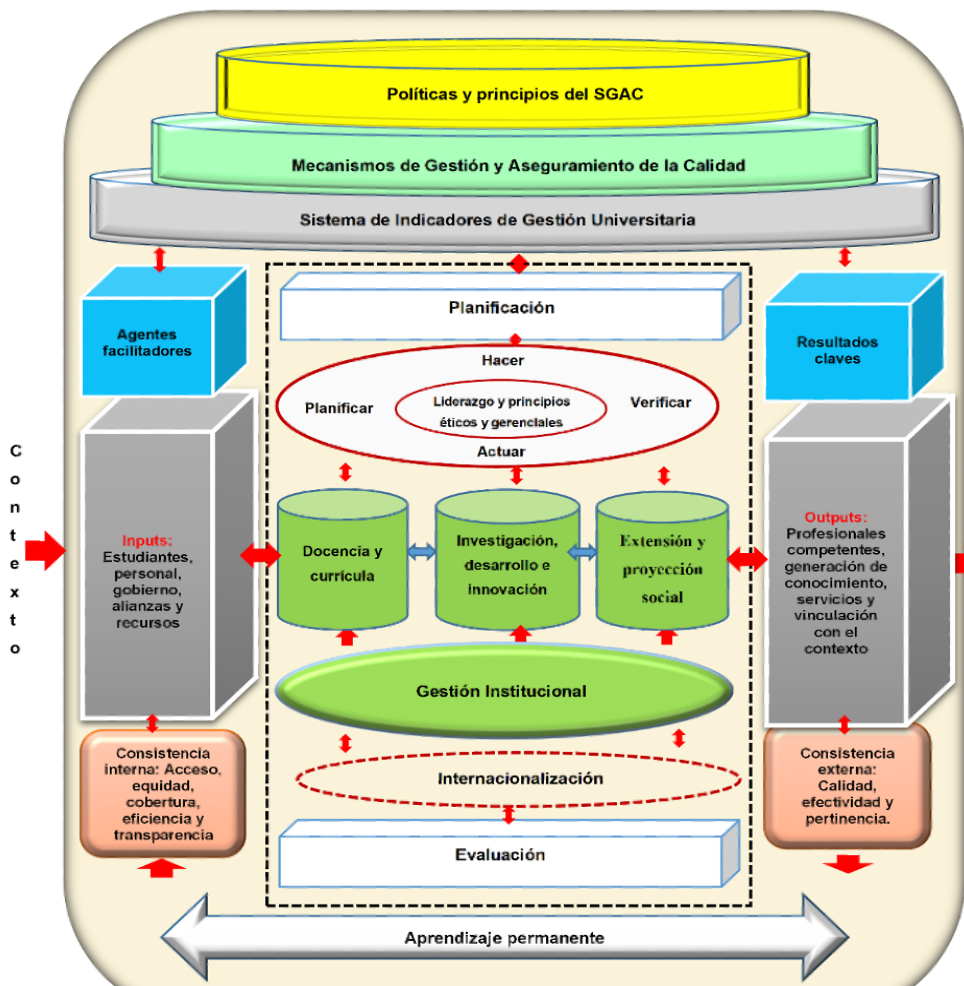 Políticas y principios del SGAC
Mecanismos de Gestión y Aseguramiento de la Calidad
Sistema de Indicadores de Gestión Universitaria
Agentes
facilitadores
Planificación
Resultados
claves
Hacer
Planificar
Liderazgo y principios
éticos y gerenciales
Verificar
Actuar
Contexto
Inputs:
Estudiantes,
personal,
gobierno,
alianzas y
recursos
Docencia y
currícula
Investigación,
desarrollo e
innovación
Extensión y
proyección
social
Outputs:
Profesionales
competentes,
generación de
conocimiento,
servicios y
vinculación
con el
contexto
Gestión Institucional
Consistencia
interna: Acceso,
equidad,
cobertura,
eficiencia y
transparencia
Internacionalización
Consistencia
externa:
Calidad,
efectividad y
pertinencia.
Evaluación
Aprendizaje permanente